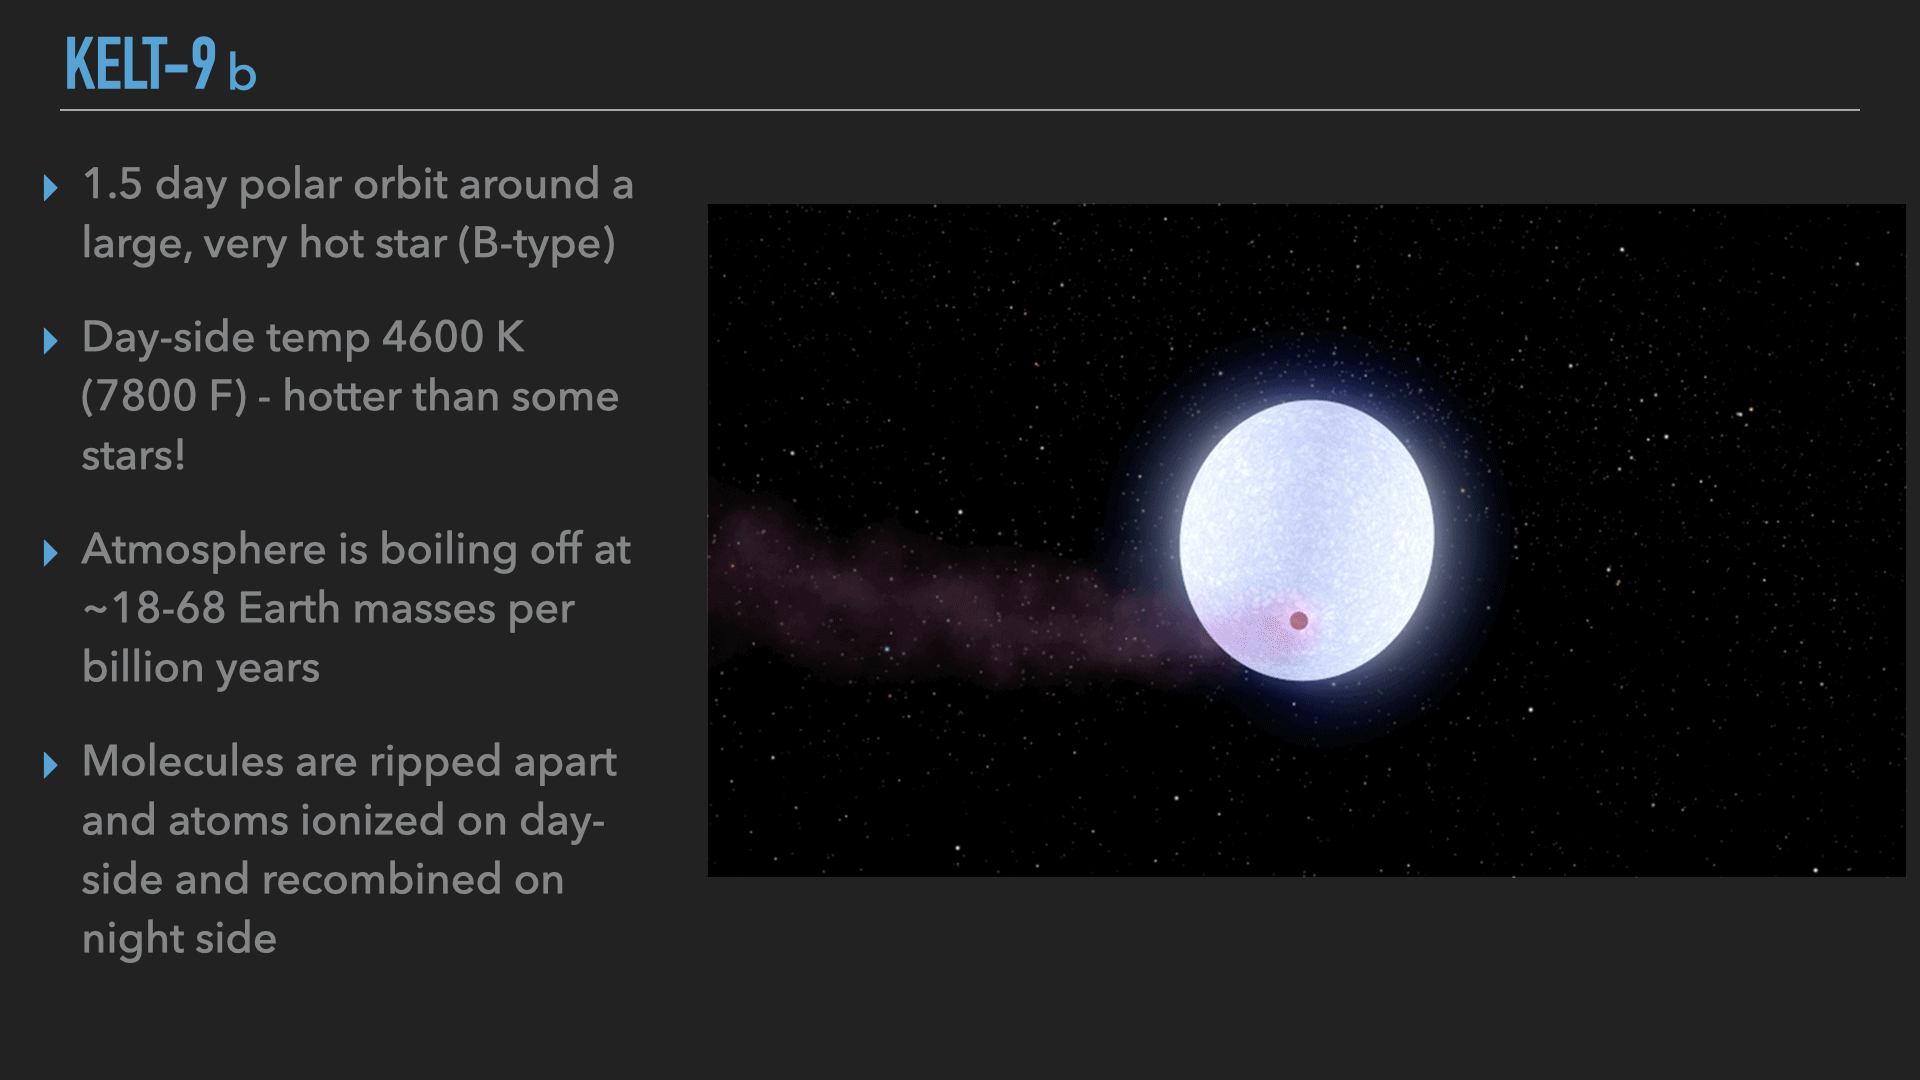 KELT-9 b
1.5 day polar orbit around a
large, very hot star (B-type)
Day-side temp 4600 K
(7800 F) - hotter than some
stars!
Atmosphere is boiling off at
~18-68 Earth masses per
billion years
Molecules are ripped apart
and atoms ionized on day-
side and recombined on
night side